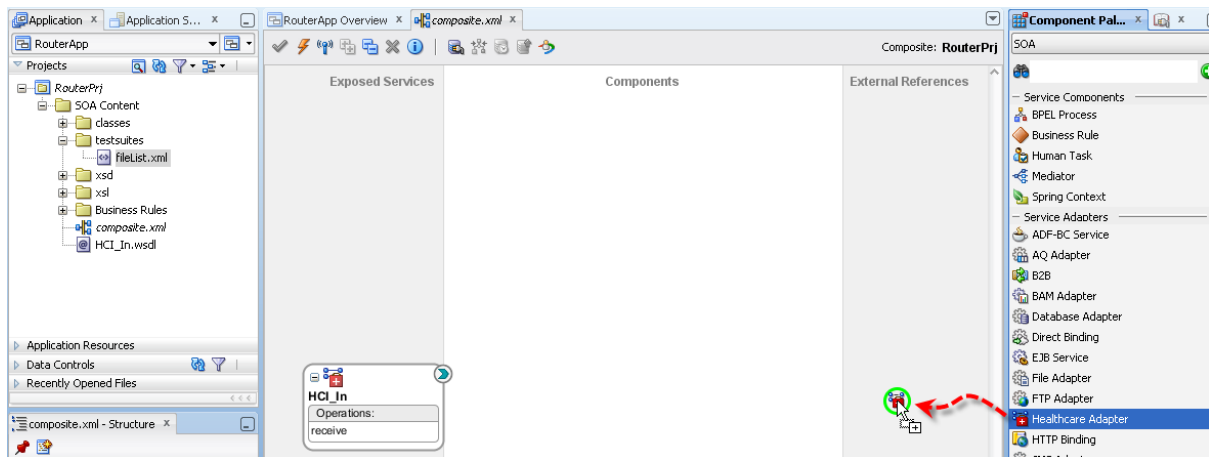 Application
Application S...
RouterApp
Projects
RouterPrj
SOA Content
classes
testsuites
fileList.xml
xsd
xsl
Business Rules
composite.xml
HCI_In.wsdl
Application Resources
Data Controls
Recently Opened Files
composite.xml - Structure
RouterApp Overview
composite.xml
Composite: RouterPrj
Exposed Services
Components
External References
HCI_In
Operations:
receive
Component Pal...
SOA
Service Components
BPEL Process
Business Rule
Human Task
Mediator
Spring Context
Service Adapters
ADF-BC Service
AQ Adapter
B2B
BAM Adapter
Database Adapter
Direct Binding
EJB Service
File Adapter
FTP Adapter
Healthcare Adapter
HTTP Binding